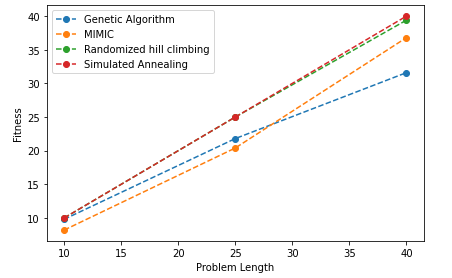 Genetic Algorithm
MIMIC
Randomized hill climbing
Simulated Annealing
Fitness
40
35
30
25
20
15
10
10 15 20 25 30 35 40
Problem Length